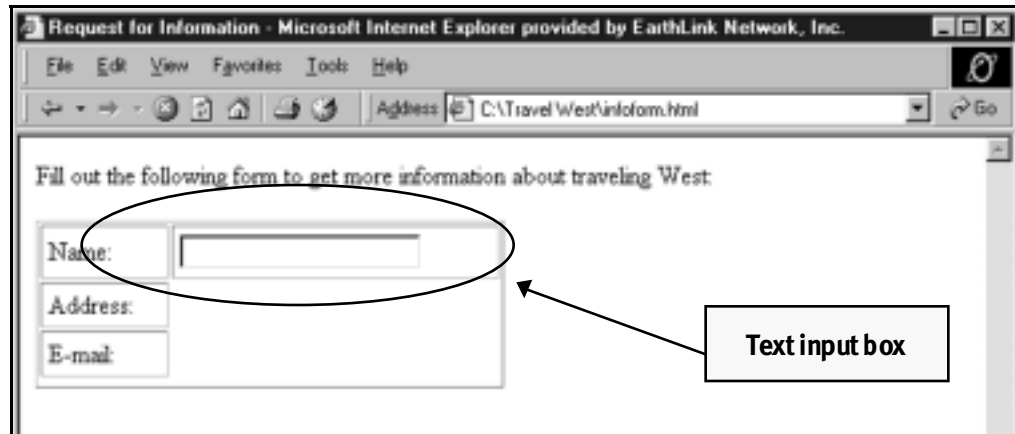 Request for Information - Microsoft Internet Explorer provided by EarthLink Network, Inc.
File Edit View Favorites Tools Help
Address C:\Travel West\infoform.html Go
Fill out the following form to get more information about traveling West:
Name:
Address:
E-mail:
Text input box